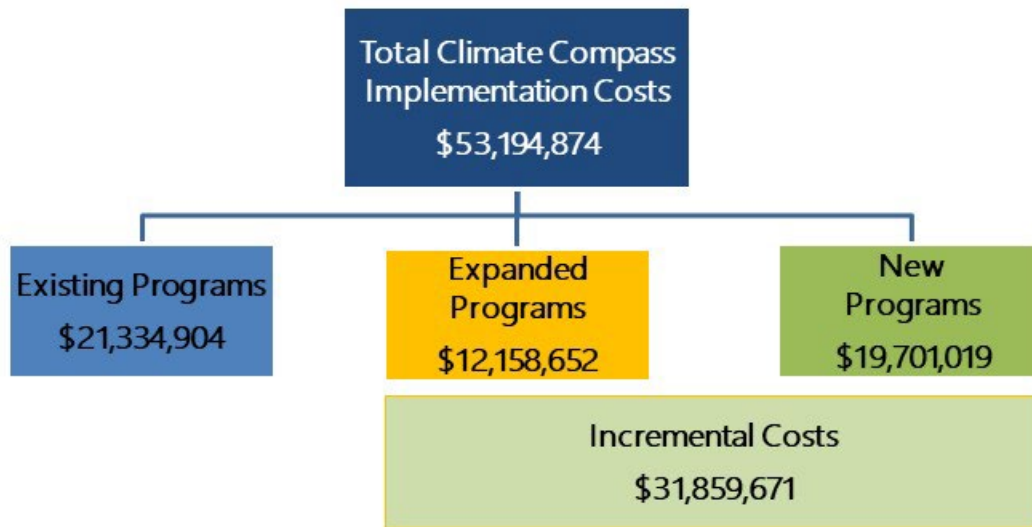 Total Climate Compass
Implementation Costs
$53,194,874
Existing Programs
$21,334,904
Expanded
Programs
$12,158,652
New
Programs
$19,701,019
Incremental Costs
$31,859,671